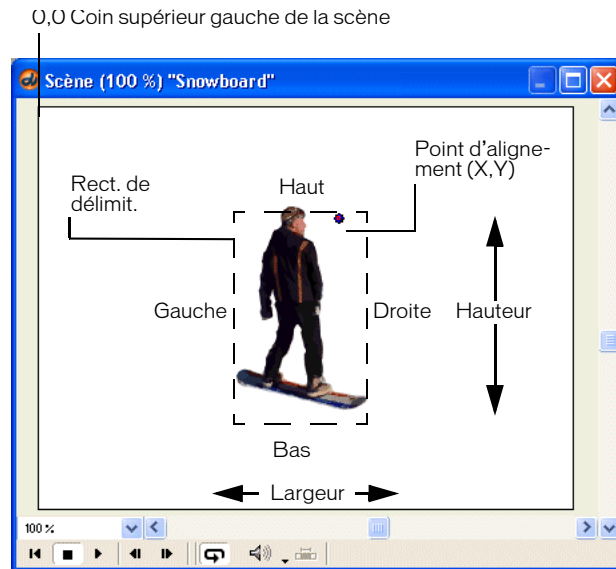 0,0 Coin supérieur gauche de la scène
Scène (100 %) "Snowboard"
Point d'aligne-
ment (X,Y)
Rect. de
délimit.
Haut
Gauche
Droite
Hauteur
Bas
Largeur
100 %